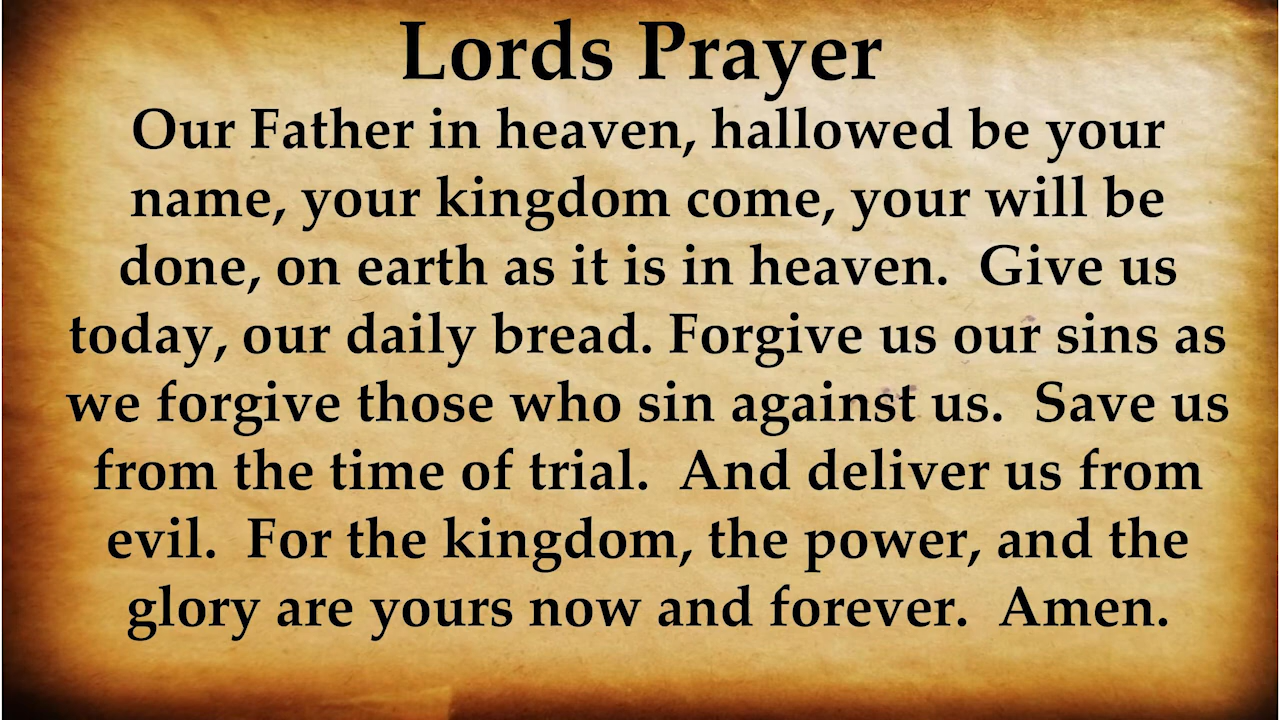 Lords Prayer
Our Father in heaven, hallowed be your
name, your kingdom come, your will be
done, on earth as it is in heaven.  Give us
today, our daily bread. Forgive us our sins as
we forgive those who sin against us.  Save us
from the time of trial.  And deliver us from
evil.  For the kingdom, the power, and the
glory are yours now and forever.  Amen.